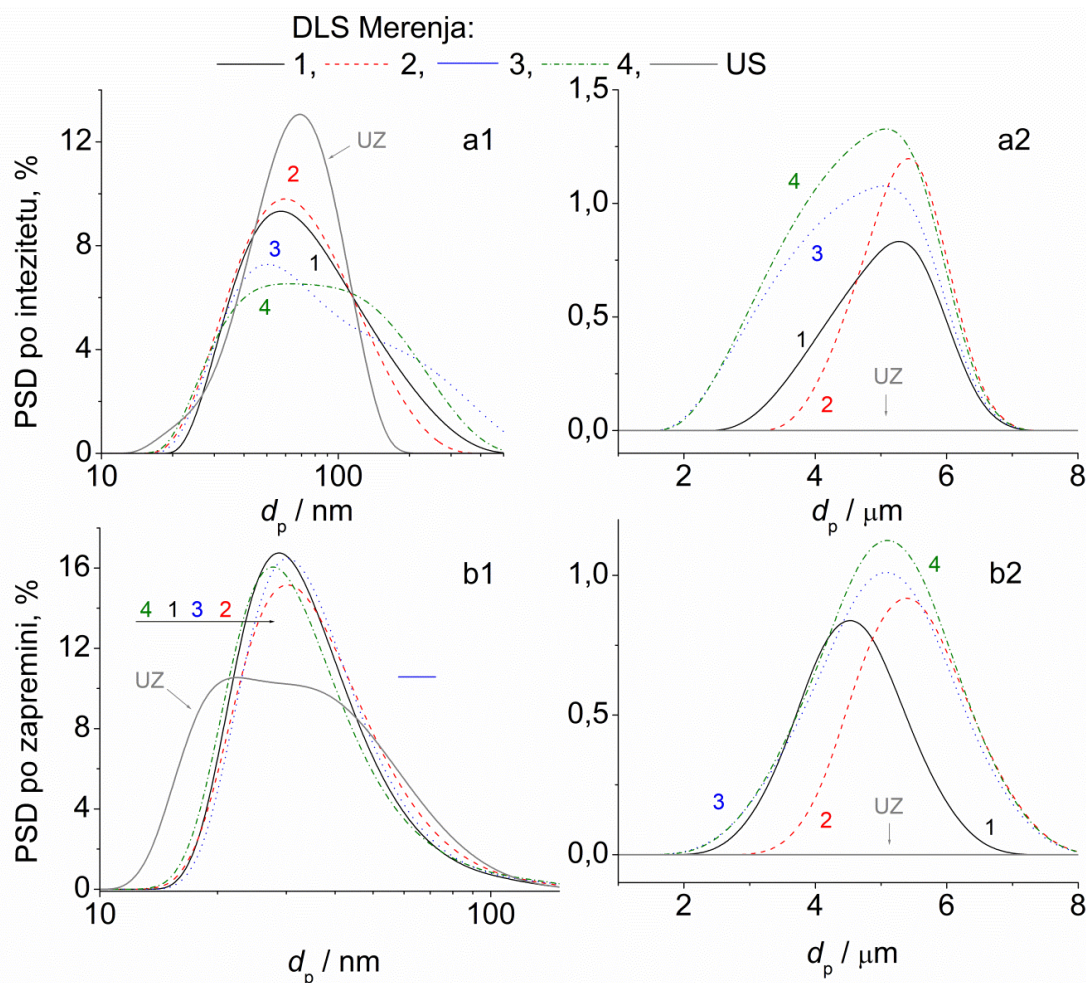 DLS Merenja:
1, 2, 3, 4, US
PSD po intezitetu, %
12
8
4
0
10 100
d_p / nm
a1
UZ
2
3
1
4
1,5
1,0
0,5
0,0
2 4 6 8
d_p / μm
a2
4
3
1
2
UZ
PSD po zapremini, %
16
12
8
4
0
10 100
d_p / nm
b1
4 1 3 2
UZ
1,0
0,5
0,0
2 4 6 8
d_p / μm
b2
4
3
2
1
UZ